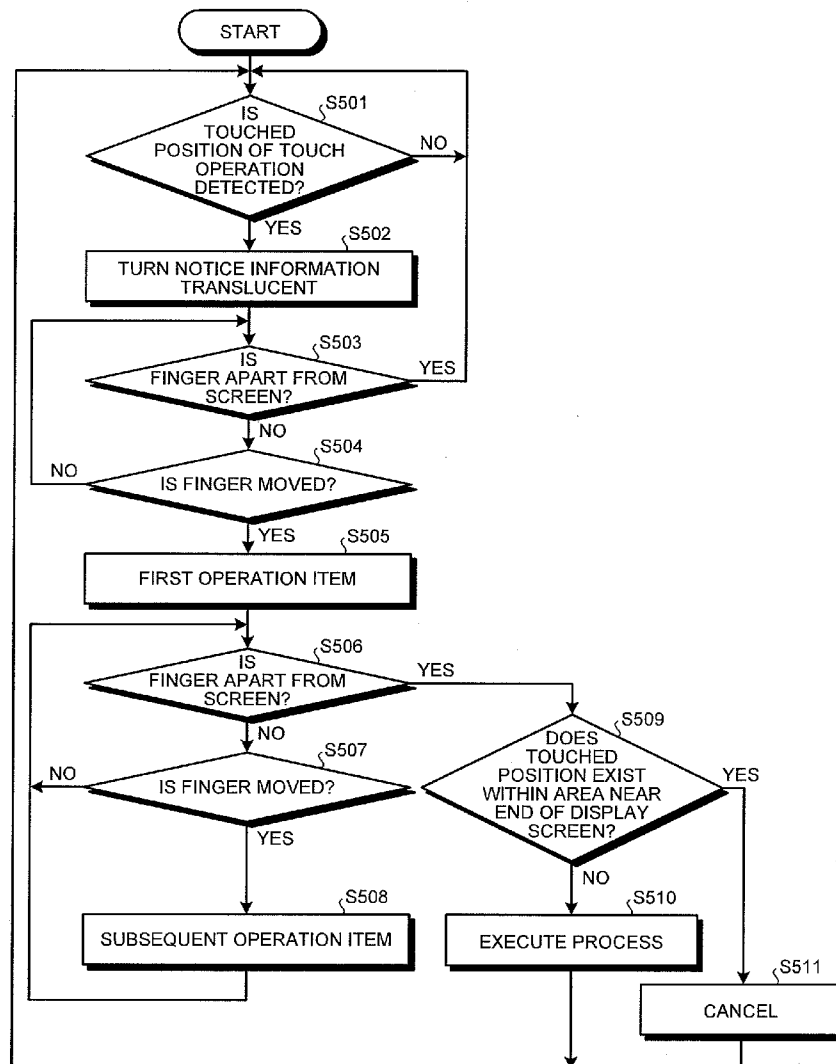 START
S501
IS
TOUCHED
POSITION OF TOUCH
OPERATION
DETECTED?
NO
YES
S502
TURN NOTICE INFORMATION
TRANSLUCENT
S503
IS
FINGER APART FROM
SCREEN?
YES
NO
S504
NO
IS FINGER MOVED?
YES
S505
FIRST OPERATION ITEM
S506
IS
FINGER APART FROM
SCREEN?
YES
NO
S507
NO
IS FINGER MOVED?
YES
S508
SUBSEQUENT OPERATION ITEM
S509
DOES
TOUCHED
POSITION EXIST
WITHIN AREA NEAR
END OF DISPLAY
SCREEN?
YES
NO
S510
EXECUTE PROCESS
S511
CANCEL